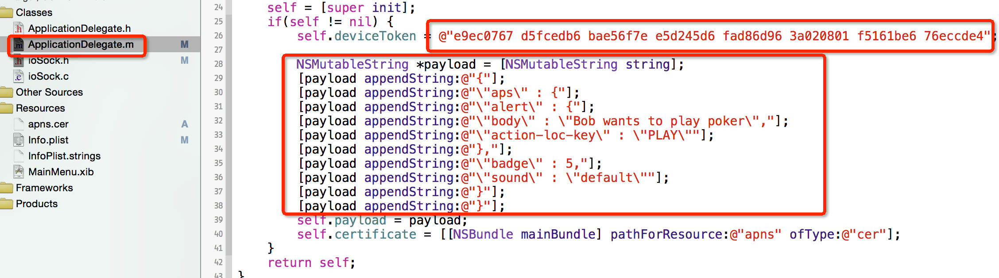 Classes
ApplicationDelegate.h
ApplicationDelegate.m M
ioSock.h M
ioSock.c
Other Sources
Resources
apns.cer A
Info.plist M
InfoPlist.strings
MainMenu.xib
Frameworks
Products
24 self = [super init];
25 if(self != nil) {
26 self.deviceToken = @"e9ec0767 d5fcedb6 bae56f7e e5d245d6 fad86d96 3a020801 f5161be6 76eccde4";
27
28 NSMutableString *payload = [NSMutableString string];
29 [payload appendString:@"{"];
30 [payload appendString:@"\"aps\" : {"];
31 [payload appendString:@"\"alert\" : {"];
32 [payload appendString:@"\"body\" : \"Bob wants to play poker\","];
33 [payload appendString:@"\"action-loc-key\" : \"PLAY\""];
34 [payload appendString:@"},"];
35 [payload appendString:@"\"badge\" : 5,"];
36 [payload appendString:@"\"sound\" : \"default\""];
37 [payload appendString:@"}"];
38 [payload appendString:@"}"];
39 self.payload = payload;
40 self.certificate = [[NSBundle mainBundle] pathForResource:@"apns" ofType:@"cer"];
41 }
42 return self;
43 }